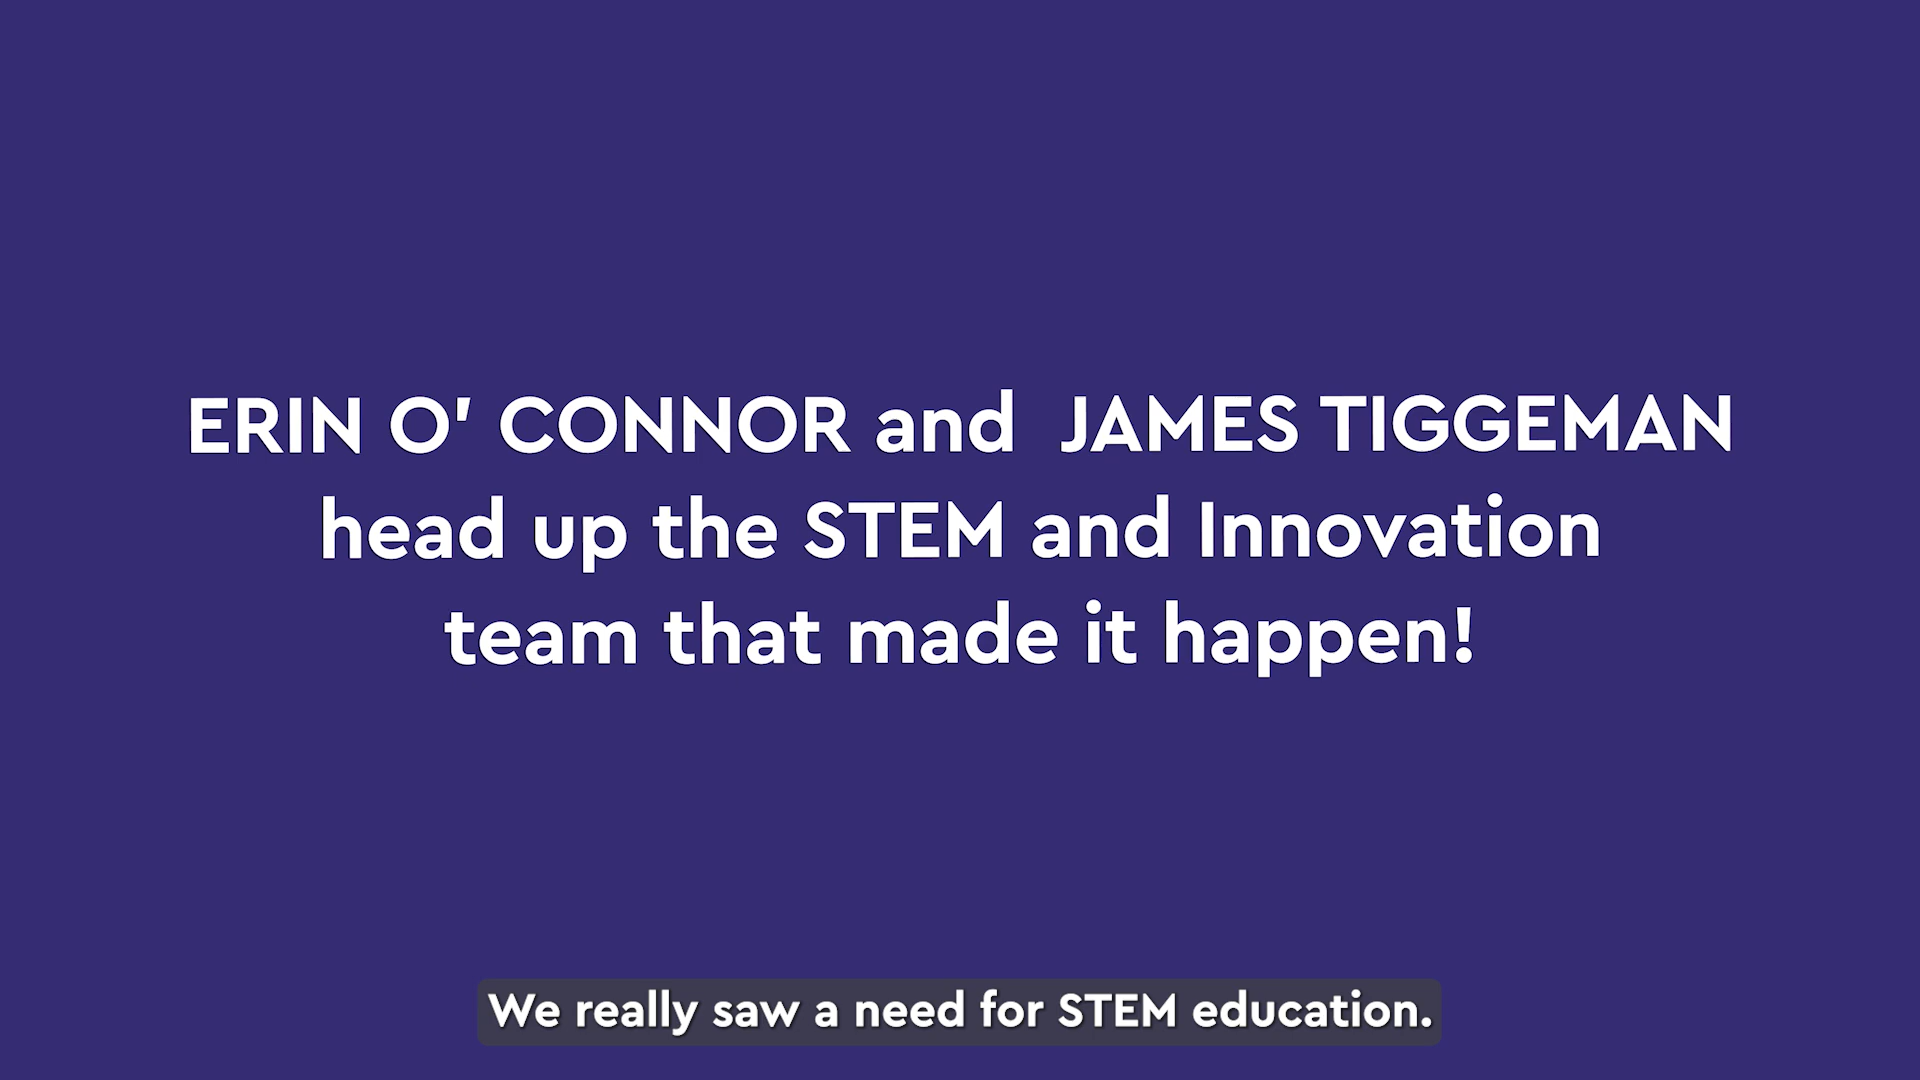 ERIN O' CONNOR and JAMES TIGGEMAN
head up the STEM and Innovation
team that made it happen!
We really saw a need for STEM education.